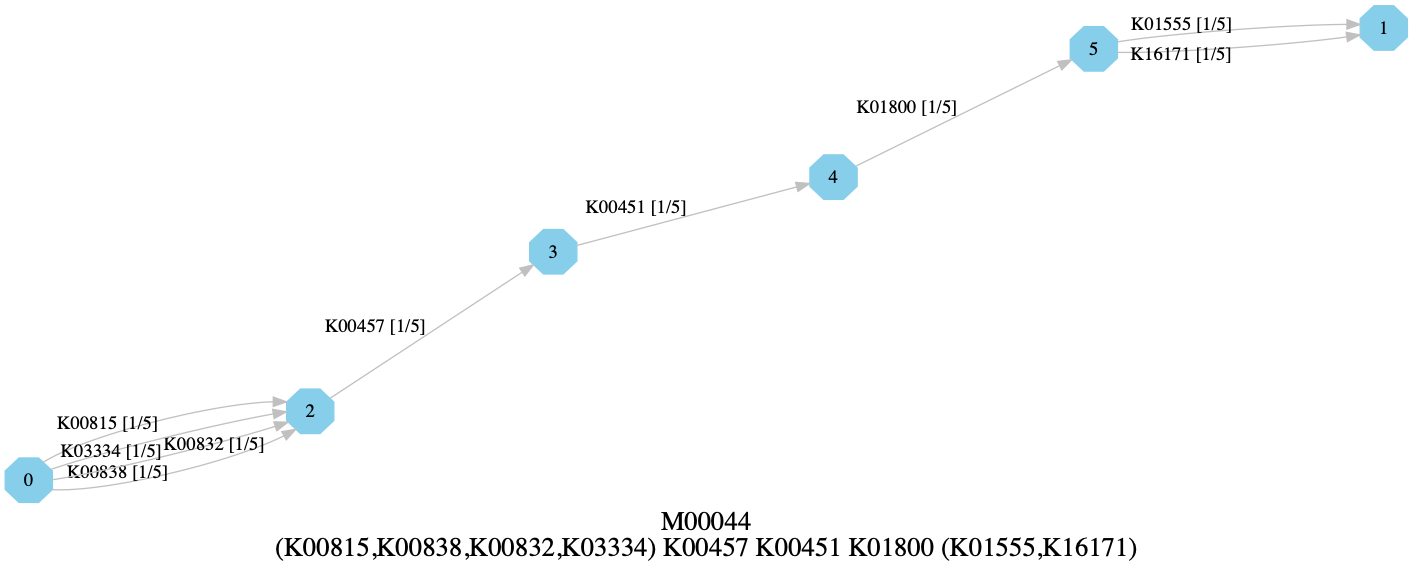 K01555 [1/5]
1
5
K16171 [1/5]
K01800 [1/5]
4
K00451 [1/5]
3
K00457 [1/5]
2
K00815 [1/5]
K00832 [1/5]
K03334 [1/5]
K00838 [1/5]
0
M00044
(K00815,K00838,K00832,K03334) K00457 K00451 K01800 (K01555,K16171)